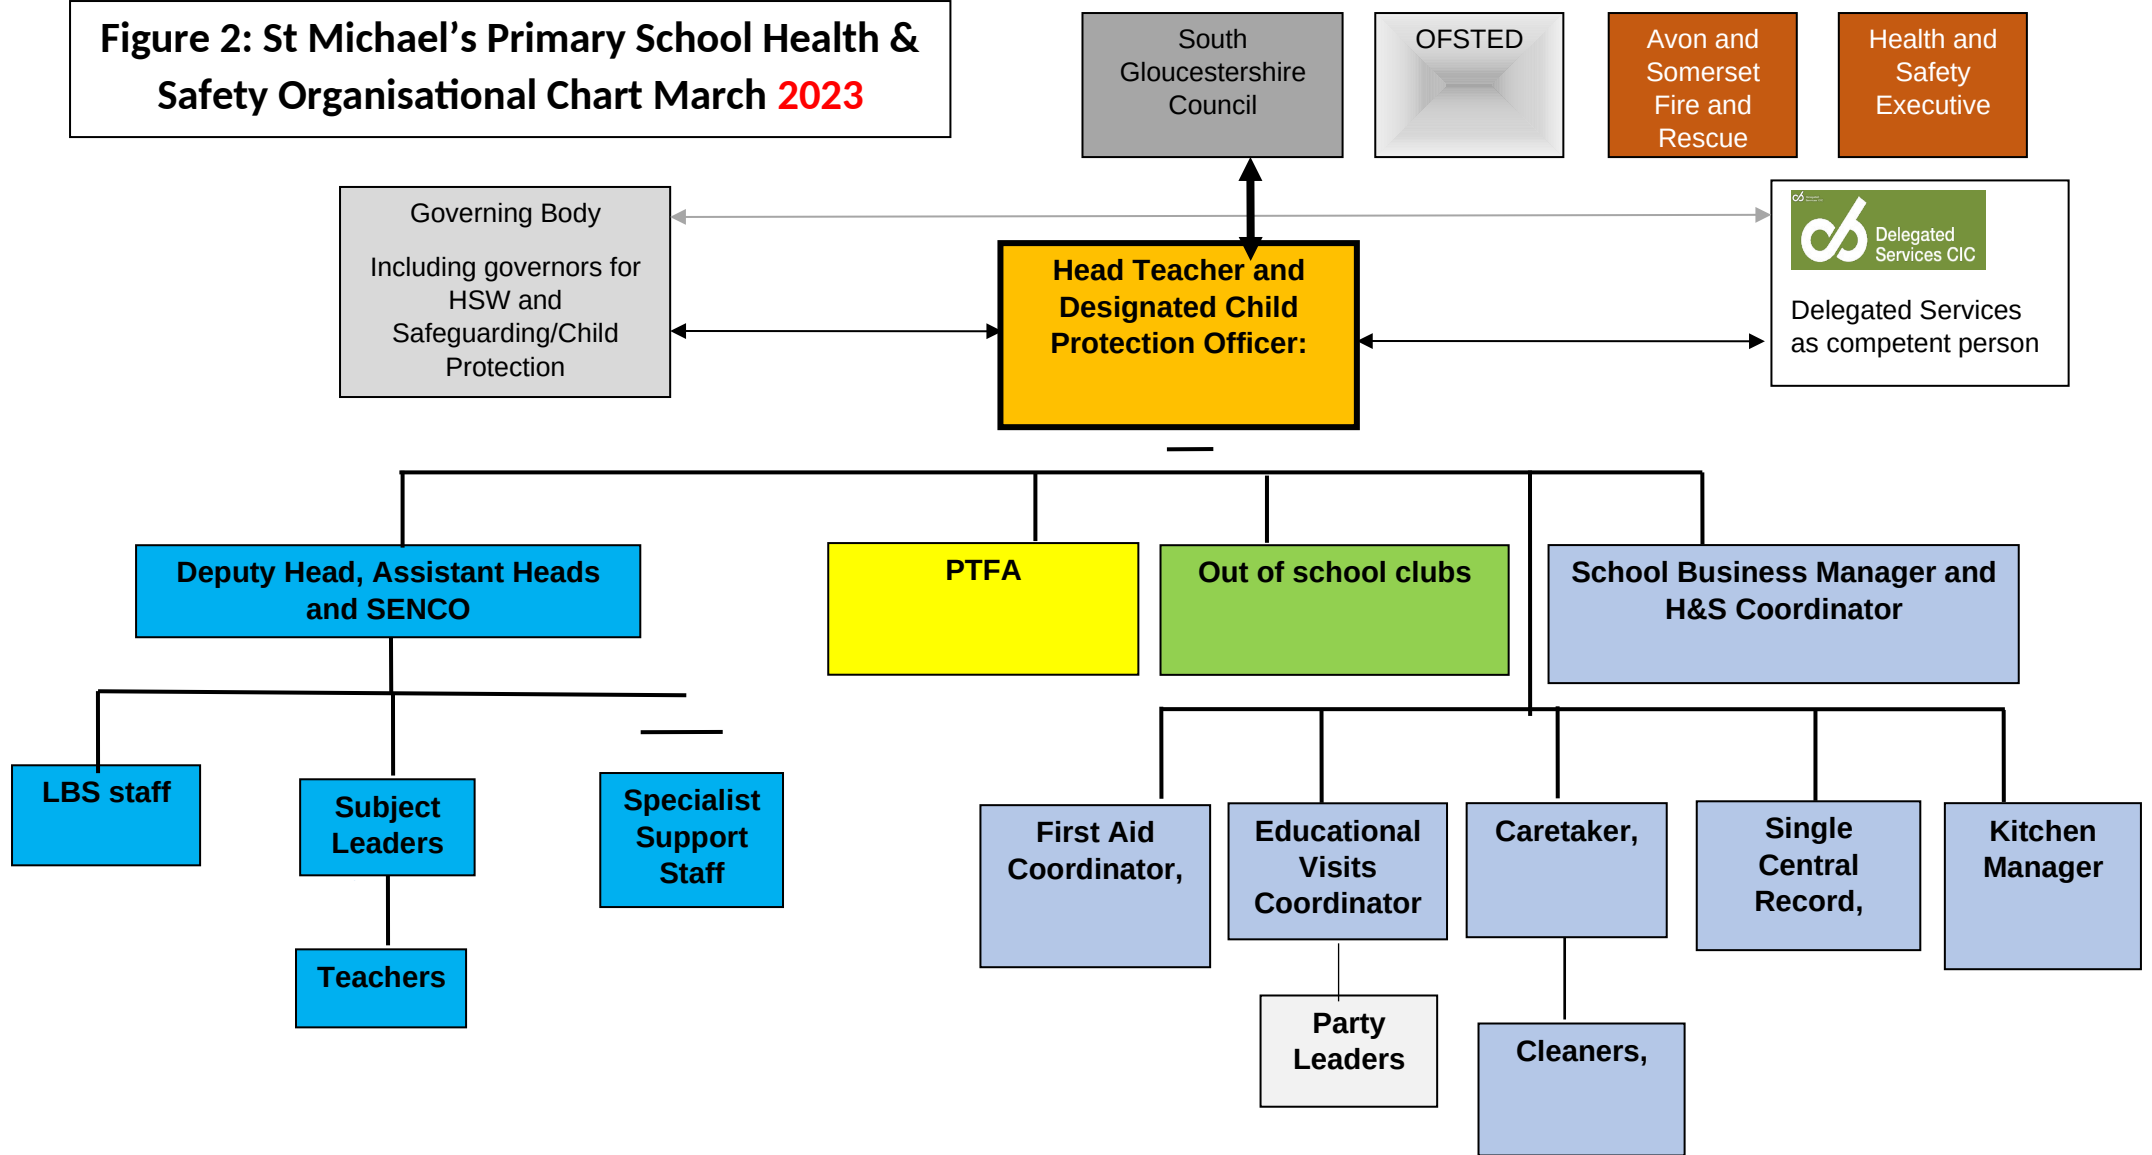 Figure 2: St Michael’s Primary School Health &
Safety Organisational Chart March 2023
South
Gloucestershire
Council
OFSTED
Avon and
Somerset
Fire and
Rescue
Health and
Safety
Executive
Governing Body
Including governors for
HSW and
Safeguarding/Child
Protection
Head Teacher and
Designated Child
Protection Officer:
Delegated
Services CIC
Delegated Services
as competent person
Deputy Head, Assistant Heads
and SENCO
PTFA
Out of school clubs
School Business Manager and
H&S Coordinator
LBS staff
Subject
Leaders
Specialist
Support
Staff
Teachers
First Aid
Coordinator,
Educational
Visits
Coordinator
Caretaker,
Single
Central
Record,
Kitchen
Manager
Party
Leaders
Cleaners,